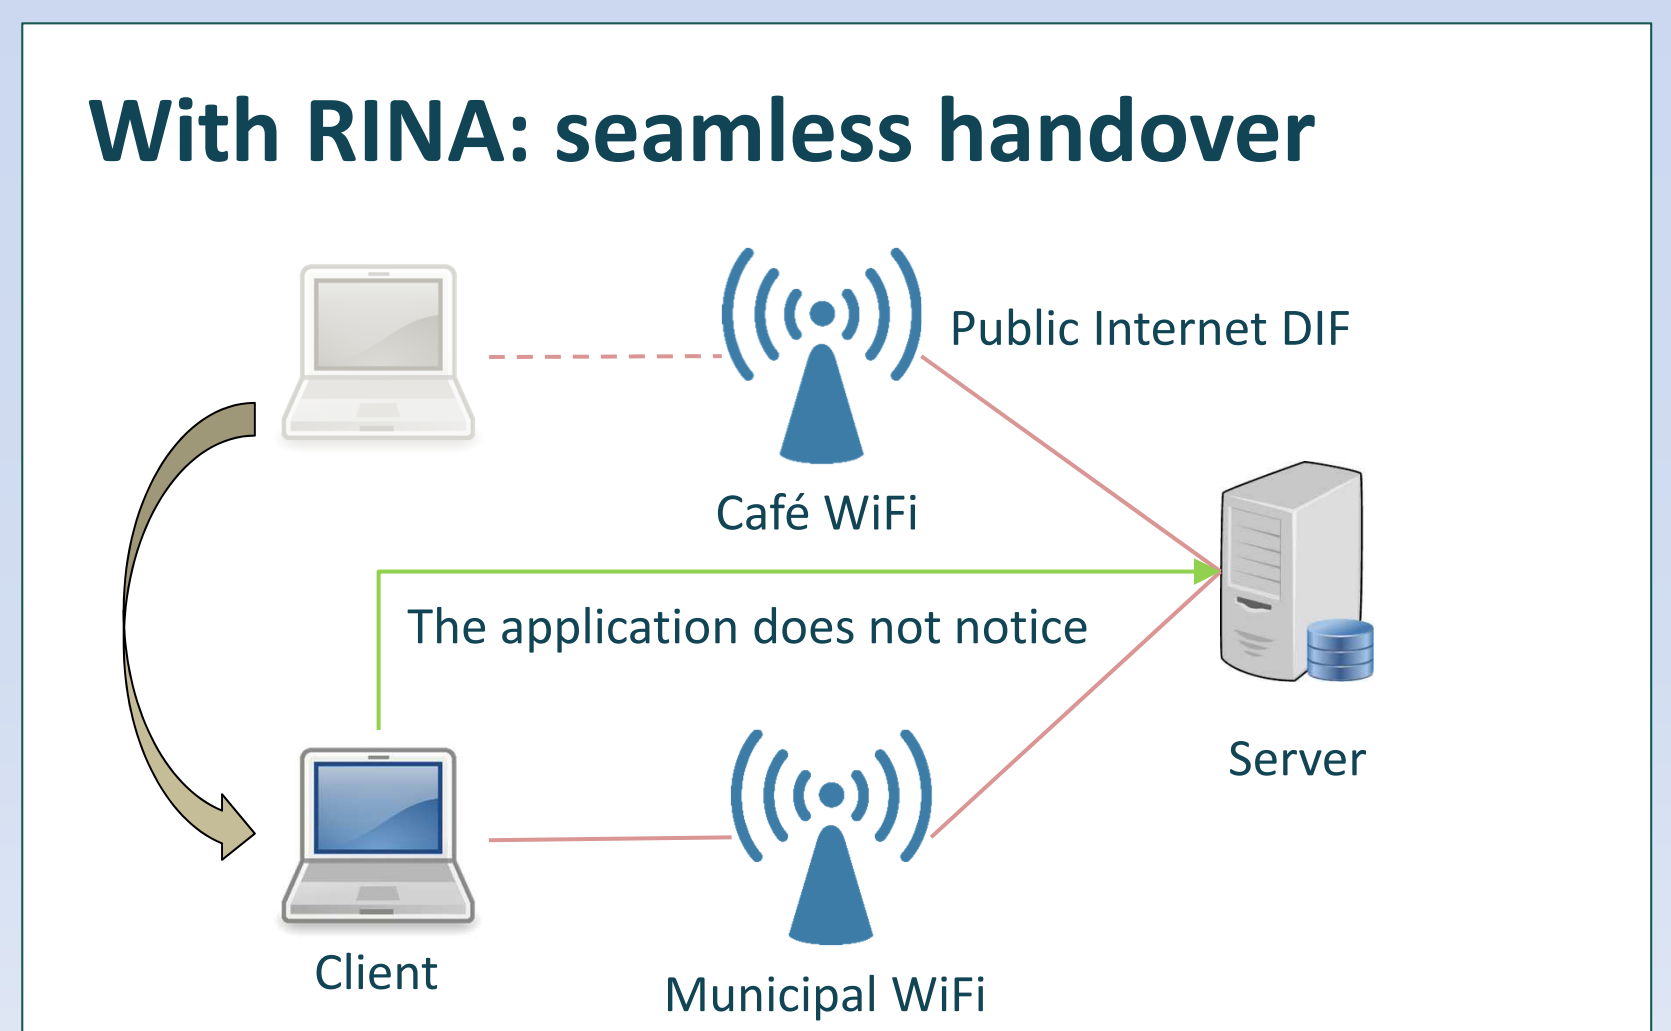 With RINA: seamless handover
Public Internet DIF
Café WiFi
The application does not notice
Server
Client
Municipal WiFi